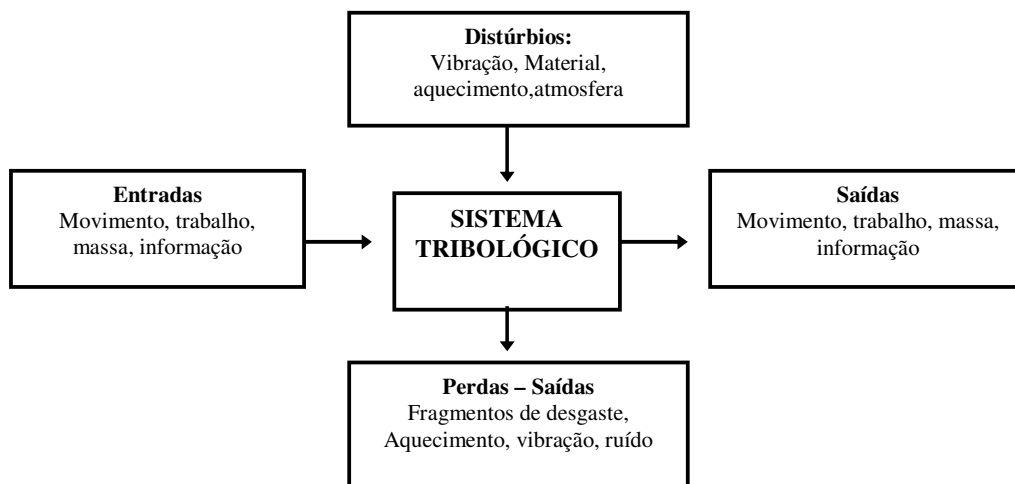 Distúrbios:
Vibração, Material,
aquecimento,atmosfera
Entradas
Movimento, trabalho,
massa, informação
SISTEMA
TRIBOLÓGICO
Saídas
Movimento, trabalho, massa,
informação
Perdas – Saídas
Fragmentos de desgaste,
Aquecimento, vibração, ruído